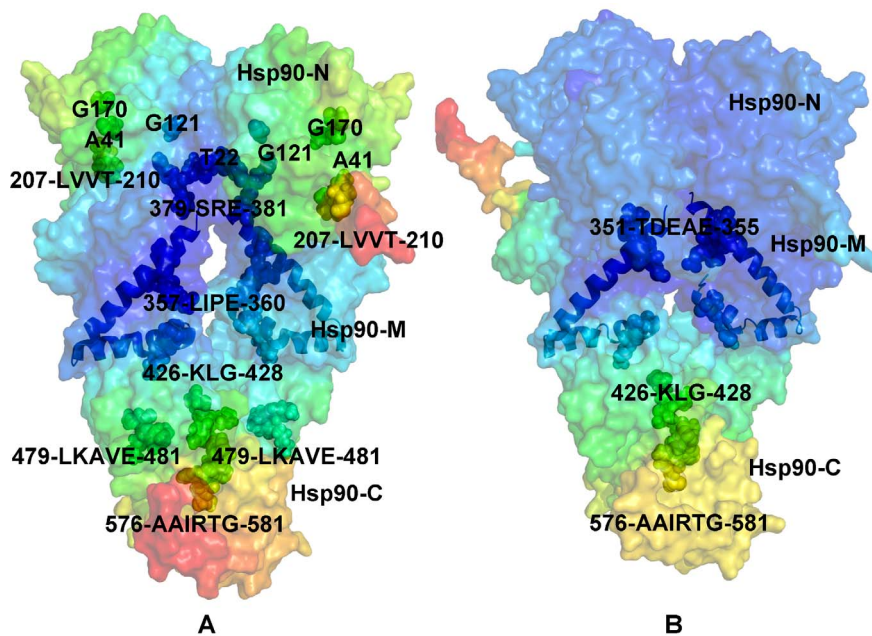 Hsp90-N
G170
G121
G170
A41
T22
G121
A41
207-LVVT-210
379-SRE-381
207-LVVT-210
357-LIPE-360
Hsp90-M
426-KLG-428
479-LKAVE-481
479-LKAVE-481
Hsp90-C
576-AAIRTG-581
A
Hsp90-N
351-TDEAE-355
Hsp90-M
426-KLG-428
Hsp90-C
576-AAIRTG-581
B